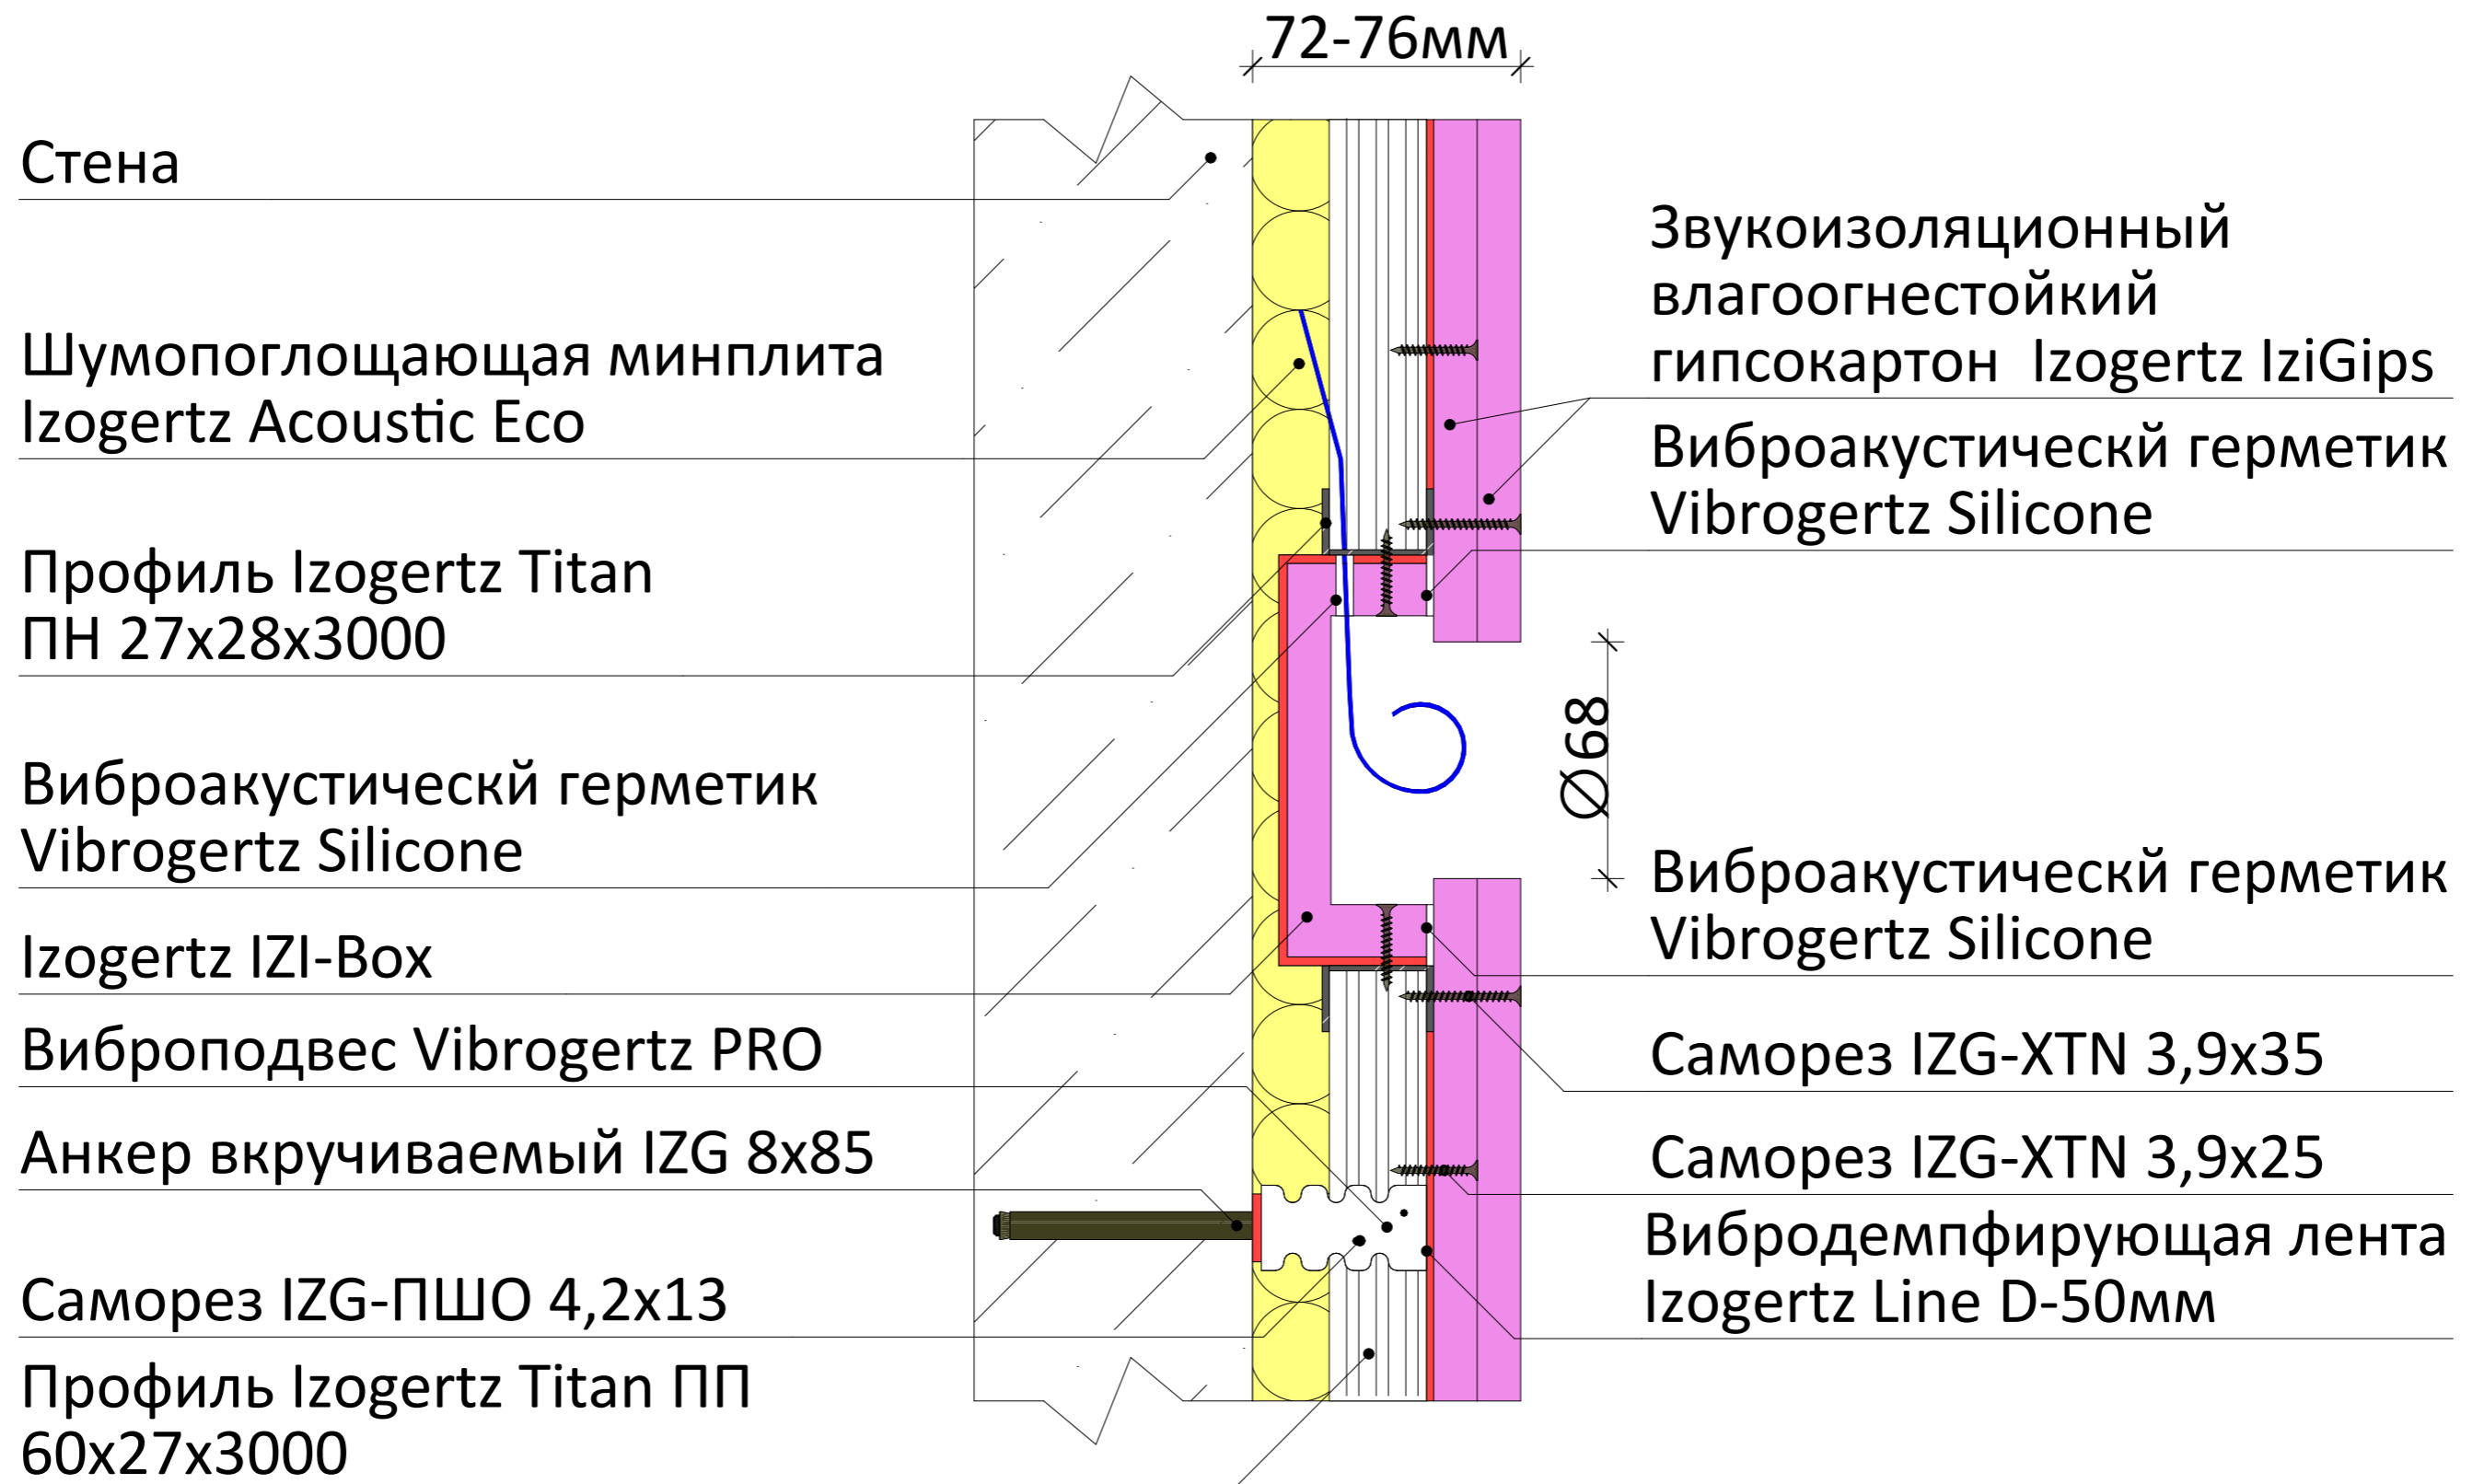 72-76мм
Стена
Шумопоглощающая минплита
Izogertz Acoustic Eco
Профиль Izogertz Titan
ПН 27х28х3000
Виброакустическй герметик
Vibrogertz Silicone
Izogertz IZI-Box
Виброподвес Vibrogertz PRO
Анкер вкручиваемый IZG 8х85
Саморез IZG-ПШО 4,2х13
Профиль Izogertz Titan ПП
60х27х3000
Звукоизоляционный
влагоогнестойкий
гипсокартон Izogertz IziGips
Виброакустическй герметик
Vibrogertz Silicone
Ø68
Виброакустическй герметик
Vibrogertz Silicone
Саморез IZG-XTN 3,9х35
Саморез IZG-XTN 3,9х25
Вибродемпфирующая лента
Izogertz Line D-50мм